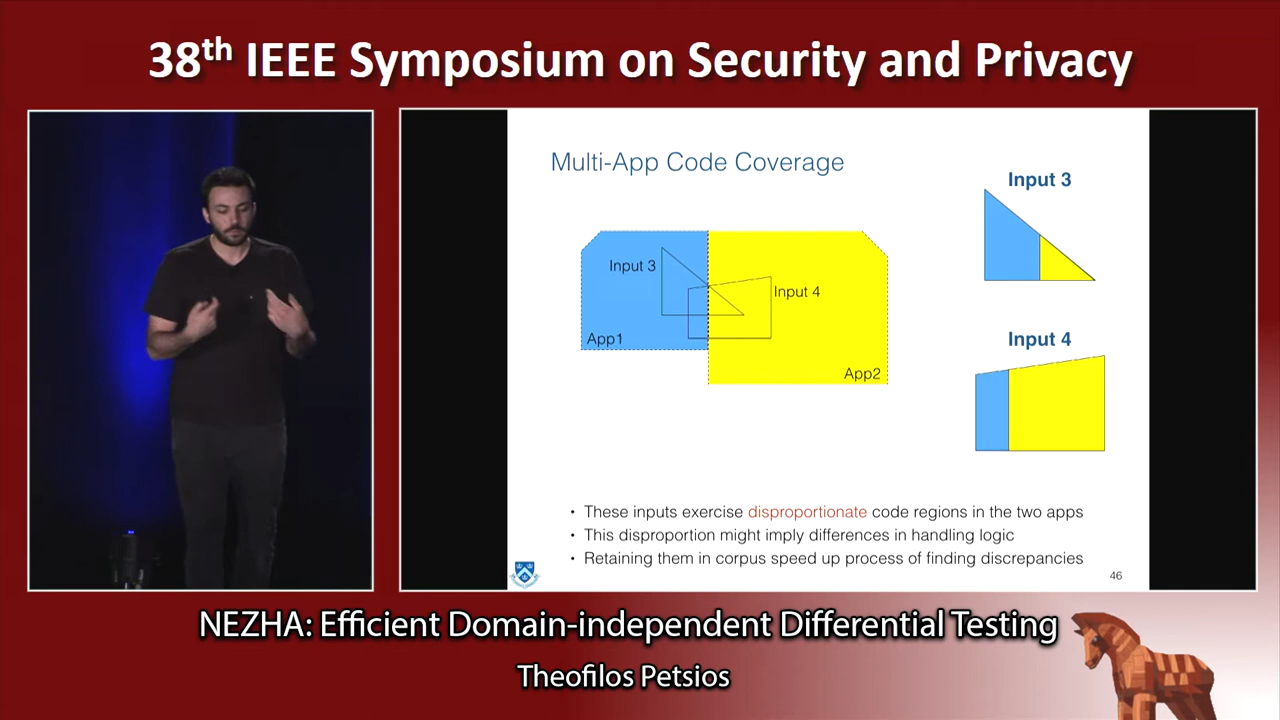 38th IEEE Symposium on Security and Privacy
Multi-App Code Coverage
Input 3
Input 3
Input 4
App1
App2
Input 4
• These inputs exercise disproportionate code regions in the two apps
• This disproportion might imply differences in handling logic
• Retaining them in corpus speed up process of finding discrepancies
46
NEZHA: Efficient Domain-independent Differential Testing
Theofilos Petsios